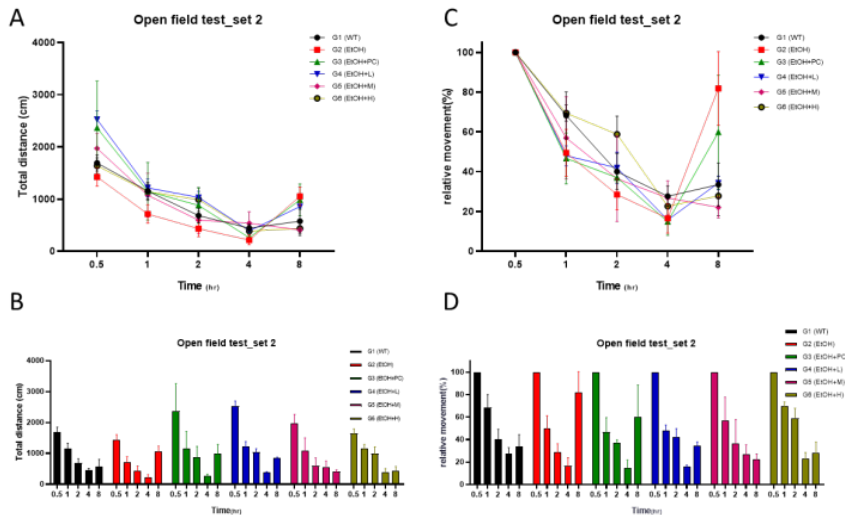 A
Open field test_set 2
Total distance (cm)
4000
3000
2000
1000
0
0.5 1 2 4 8
Time (hr)
G1 (WT)
G2 (EtOH)
G3 (EtOH+PC)
G4 (EtOH+L)
G5 (EtOH+M)
G6 (EtOH+H)
C
Open field test_set 2
relative movement(%)
100
80
60
40
20
0
0.5 1 2 4 8
Time (hr)
G1 (WT)
G2 (EtOH)
G3 (EtOH+PC)
G4 (EtOH+L)
G5 (EtOH+M)
G6 (EtOH+H)
B
Open field test_set 2
Total distance (cm)
4000
3000
2000
1000
0
0.5 1 2 4 8 0.5 1 2 4 8 0.5 1 2 4 8 0.5 1 2 4 8 0.5 1 2 4 8 0.5 1 2 4 8
Time(hr)
G1 (WT)
G2 (EtOH)
G3 (EtOH+PC)
G4 (EtOH+L)
G5 (EtOH+M)
G6 (EtOH+H)
D
Open field test_set 2
relative movement(%)
100
80
60
40
20
0
0.5 1 2 4 8 0.5 1 2 4 8 0.5 1 2 4 8 0.5 1 2 4 8 0.5 1 2 4 8 0.5 1 2 4 8
Time(hr)
G1 (WT)
G2 (EtOH)
G3 (EtOH+PC)
G4 (EtOH+L)
G5 (EtOH+M)
G6 (EtOH+H)